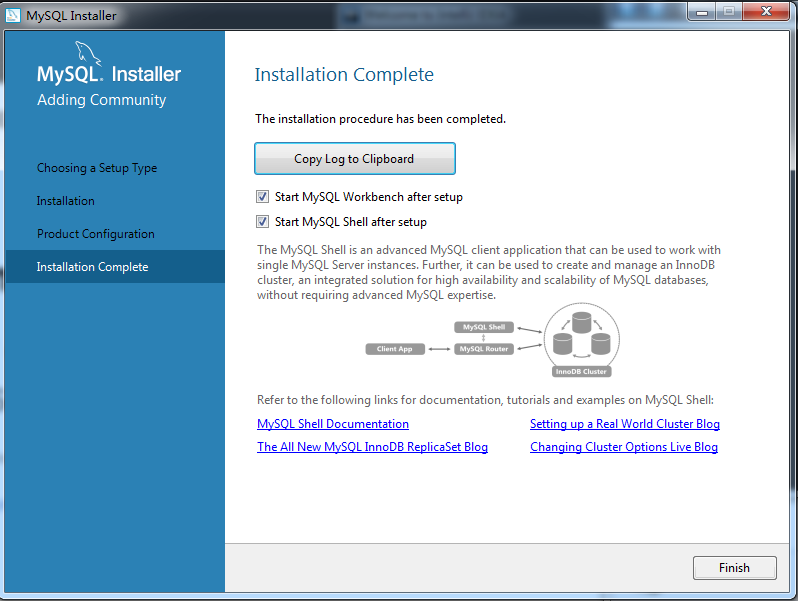 MySQL Installer
MySQL. Installer
Adding Community
Choosing a Setup Type
Installation
Product Configuration
Installation Complete
Installation Complete
The installation procedure has been completed.
Copy Log to Clipboard
Start MySQL Workbench after setup
Start MySQL Shell after setup
The MySQL Shell is an advanced MySQL client application that can be used to work with
single MySQL Server instances. Further, it can be used to create and manage an InnoDB
cluster, an integrated solution for high availability and scalability of MySQL databases,
without requiring advanced MySQL expertise.
MySQL Shell
Client App
MySQL Router
InnoDB Cluster
Refer to the following links for documentation, tutorials and examples on MySQL Shell:
MySQL Shell Documentation
Setting up a Real World Cluster Blog
The All New MySQL InnoDB ReplicaSet Blog
Changing Cluster Options Live Blog
Finish